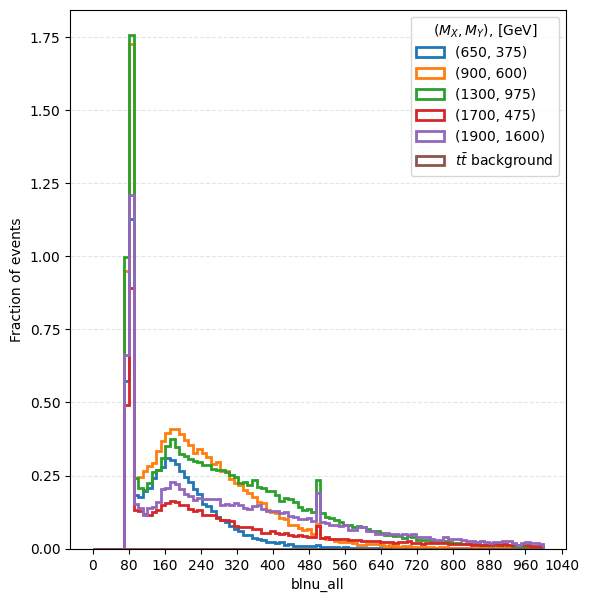 (M_X, M_Y), [GeV]
(650, 375)
(900, 600)
(1300, 975)
(1700, 475)
(1900, 1600)
tt̄ background
Fraction of events
1.75
1.50
1.25
1.00
0.75
0.50
0.25
0.00
0 80 160 240 320 400 480 560 640 720 800 880 960 1040
blnu_all